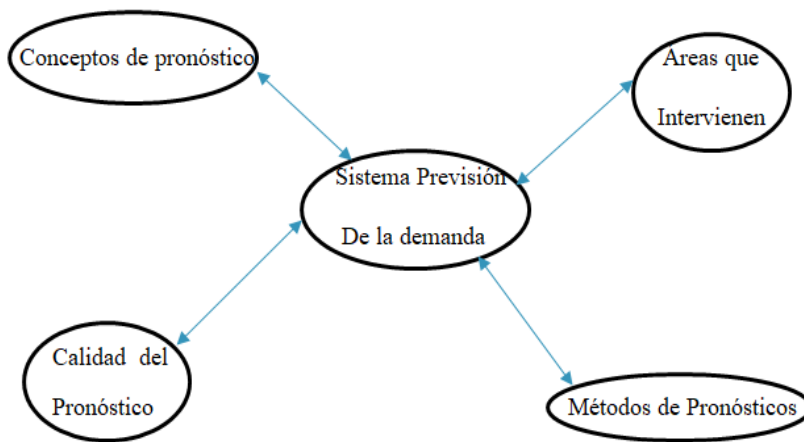 Conceptos de pronóstico
Areas que
Intervienen
Sistema Previsión
De la demanda
Calidad del
Pronóstico
Métodos de Pronósticos